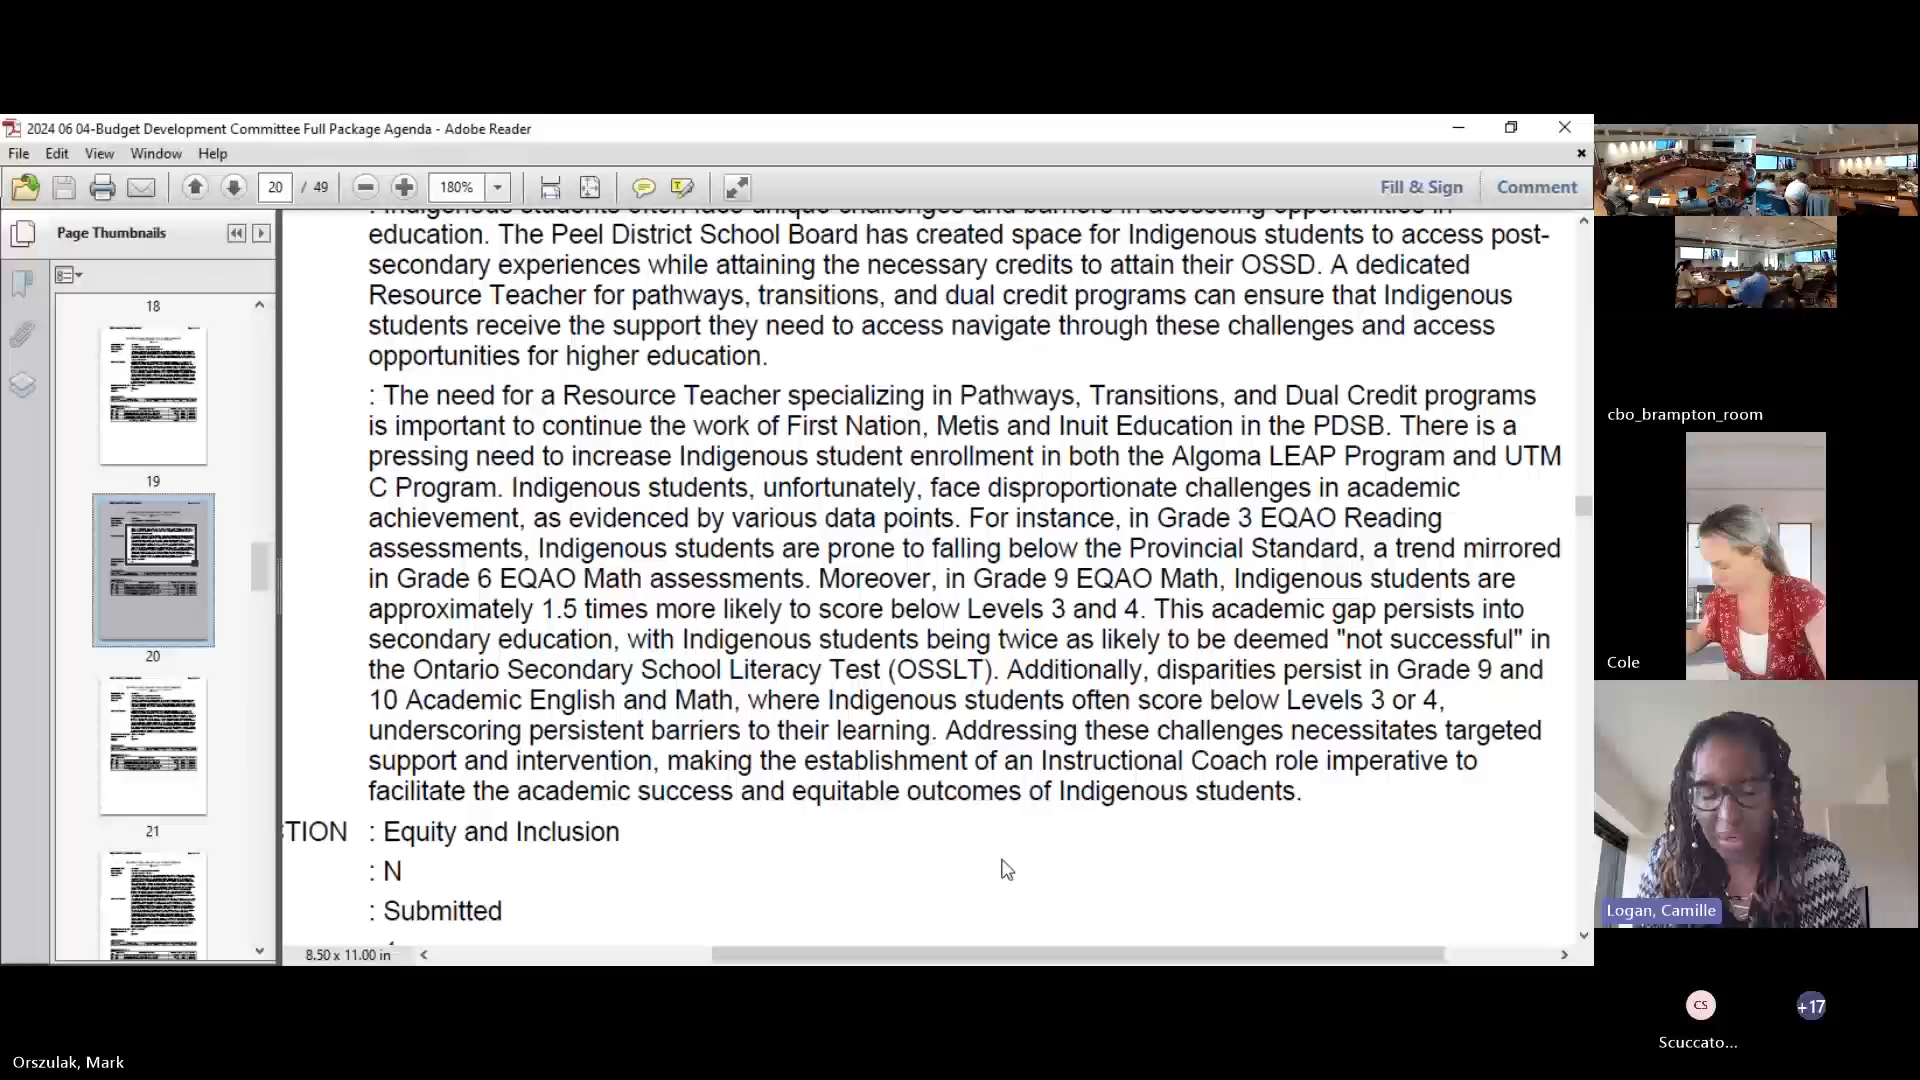 2024 06 04-Budget Development Committee Full Package Agenda - Adobe Reader
File Edit View Window Help
20 / 49 180% Fill & Sign Comment
Page Thumbnails
18
19
20
21
: Indigenous students often face unique challenges and barriers in accessing opportunities in
education. The Peel District School Board has created space for Indigenous students to access post-
secondary experiences while attaining the necessary credits to attain their OSSD. A dedicated
Resource Teacher for pathways, transitions, and dual credit programs can ensure that Indigenous
students receive the support they need to access navigate through these challenges and access
opportunities for higher education.
: The need for a Resource Teacher specializing in Pathways, Transitions, and Dual Credit programs
is important to continue the work of First Nation, Metis and Inuit Education in the PDSB. There is a
pressing need to increase Indigenous student enrollment in both the Algoma LEAP Program and UTM
C Program. Indigenous students, unfortunately, face disproportionate challenges in academic
achievement, as evidenced by various data points. For instance, in Grade 3 EQAO Reading
assessments, Indigenous students are prone to falling below the Provincial Standard, a trend mirrored
in Grade 6 EQAO Math assessments. Moreover, in Grade 9 EQAO Math, Indigenous students are
approximately 1.5 times more likely to score below Levels 3 and 4. This academic gap persists into
secondary education, with Indigenous students being twice as likely to be deemed "not successful" in
the Ontario Secondary School Literacy Test (OSSLT). Additionally, disparities persist in Grade 9 and
10 Academic English and Math, where Indigenous students often score below Levels 3 or 4,
underscoring persistent barriers to their learning. Addressing these challenges necessitates targeted
support and intervention, making the establishment of an Instructional Coach role imperative to
facilitate the academic success and equitable outcomes of Indigenous students.
TION : Equity and Inclusion
: N
: Submitted
8.50 x 11.00 in
cbo_brampton_room
Cole
Logan, Camille
CS
+17
Scuccato...
Orszulak, Mark